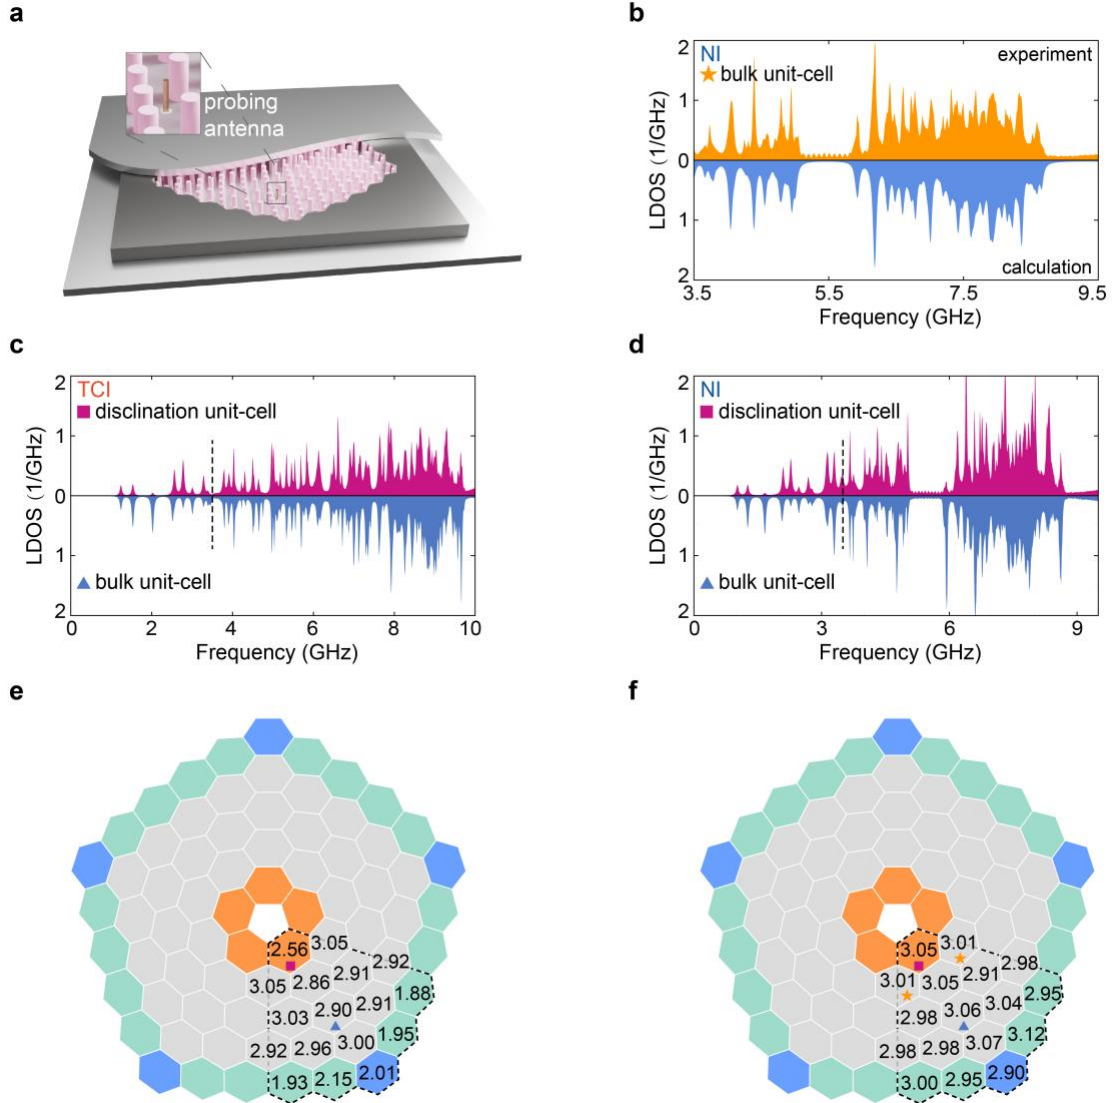 a
probing
antenna
b
NI
experiment
★ bulk unit-cell
2
1
0
1
2
LDOS (1/GHz)
calculation
3.5 5.5 7.5 9.5
Frequency (GHz)
c
TCI
disclination unit-cell
2
1
0
1
2
LDOS (1/GHz)
bulk unit-cell
0 2 4 6 8 10
Frequency (GHz)
d
NI
disclination unit-cell
2
1
0
1
2
LDOS (1/GHz)
bulk unit-cell
0 3 6 9
Frequency (GHz)
e
2.56 3.05
3.05 2.86 2.91 2.92
3.03 2.90 2.91 1.88
2.92 2.96 3.00 1.95
1.93 2.15 2.01
f
3.05 3.01
3.01 3.05 2.91 2.98
2.98 3.06 3.04 2.95
2.98 2.98 3.07 3.12
3.00 2.95 2.90